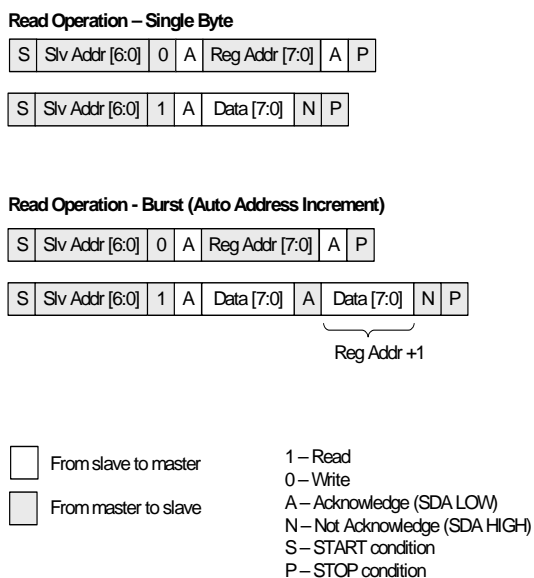 Read Operation – Single Byte
S Slv Addr [6:0] 0 A Reg Addr [7:0] A P
S Slv Addr [6:0] 1 A Data [7:0] N P
Read Operation - Burst (Auto Address Increment)
S Slv Addr [6:0] 0 A Reg Addr [7:0] A P
S Slv Addr [6:0] 1 A Data [7:0] A Data [7:0] N P
Reg Addr +1
From slave to master
From master to slave
1 – Read
0 – Write
A – Acknowledge (SDA LOW)
N – Not Acknowledge (SDA HIGH)
S – START condition
P – STOP condition